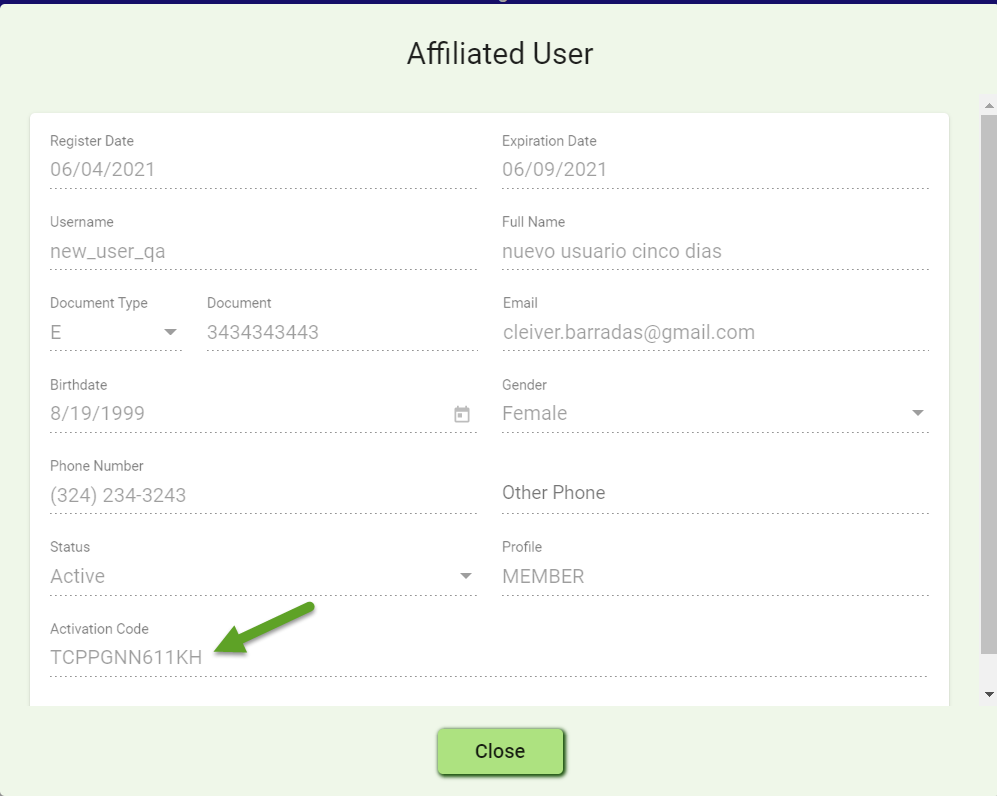 Affiliated User
Register Date
06/04/2021
Expiration Date
06/09/2021
Username
new_user_qa
Full Name
nuevo usuario cinco dias
Document Type
E
Document
3434343443
Email
cleiver.barradas@gmail.com
Birthdate
8/19/1999
Gender
Female
Phone Number
(324) 234-3243
Other Phone
Status
Active
Profile
MEMBER
Activation Code
TCPPGNN611KH
Close